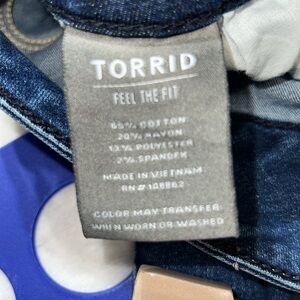 TORRID
FEEL THE FIT
65% COTTON
20% RAYON
13% POLYESTER
2% SPANDEX
MADE IN VIETNAM
RN# 148862
COLOR MAY TRANSFER
WHEN WORN OR WASHED